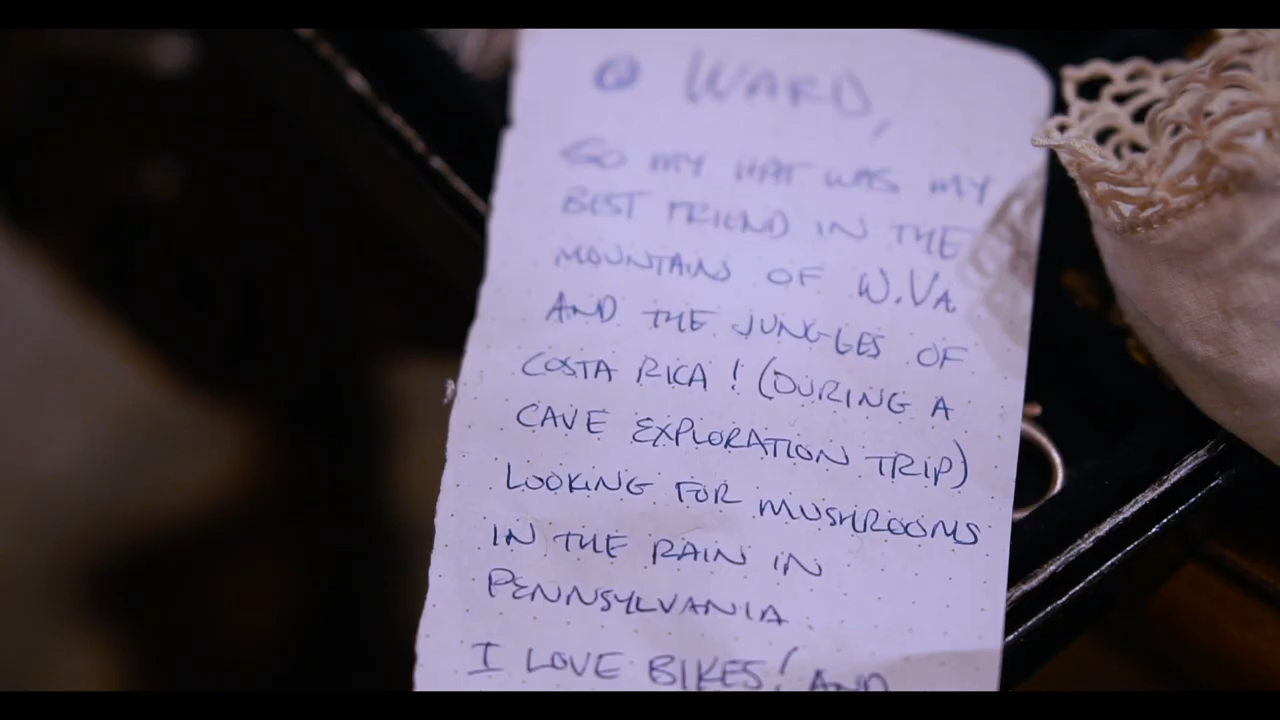 WARD,
SO MY HAT WAS MY
BEST FRIEND IN THE
MOUNTAINS OF W.VA
AND THE JUNGLES OF
COSTA RICA! (DURING A
CAVE EXPLORATION TRIP)
LOOKING FOR MUSHROOMS
IN THE RAIN IN
PENNSYLVANIA
I LOVE BIKES! AND